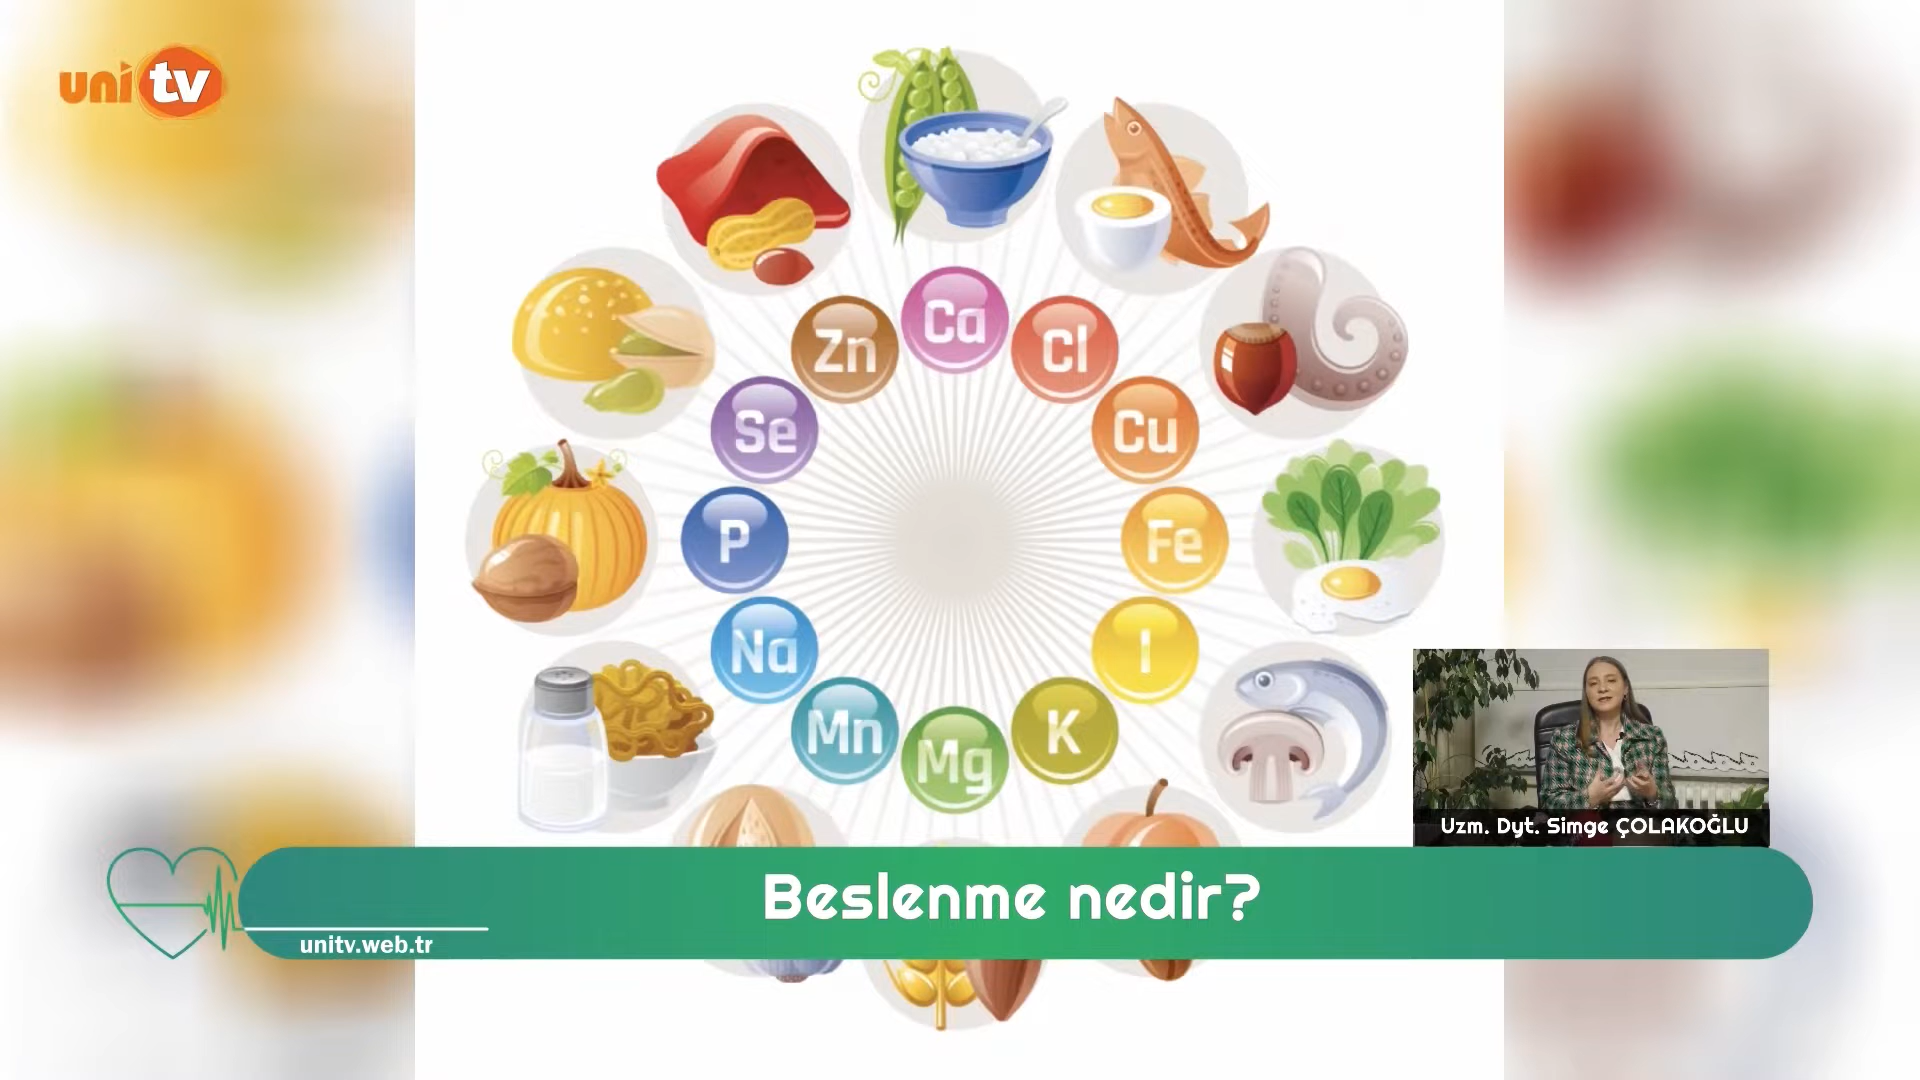 uni tv
Ca
Zn
Cl
Se
Cu
P
Fe
Na
I
Mn
K
Mg
Uzm. Dyt. Simge ÇOLAKOĞLU
Beslenme nedir?
unitv.web.tr